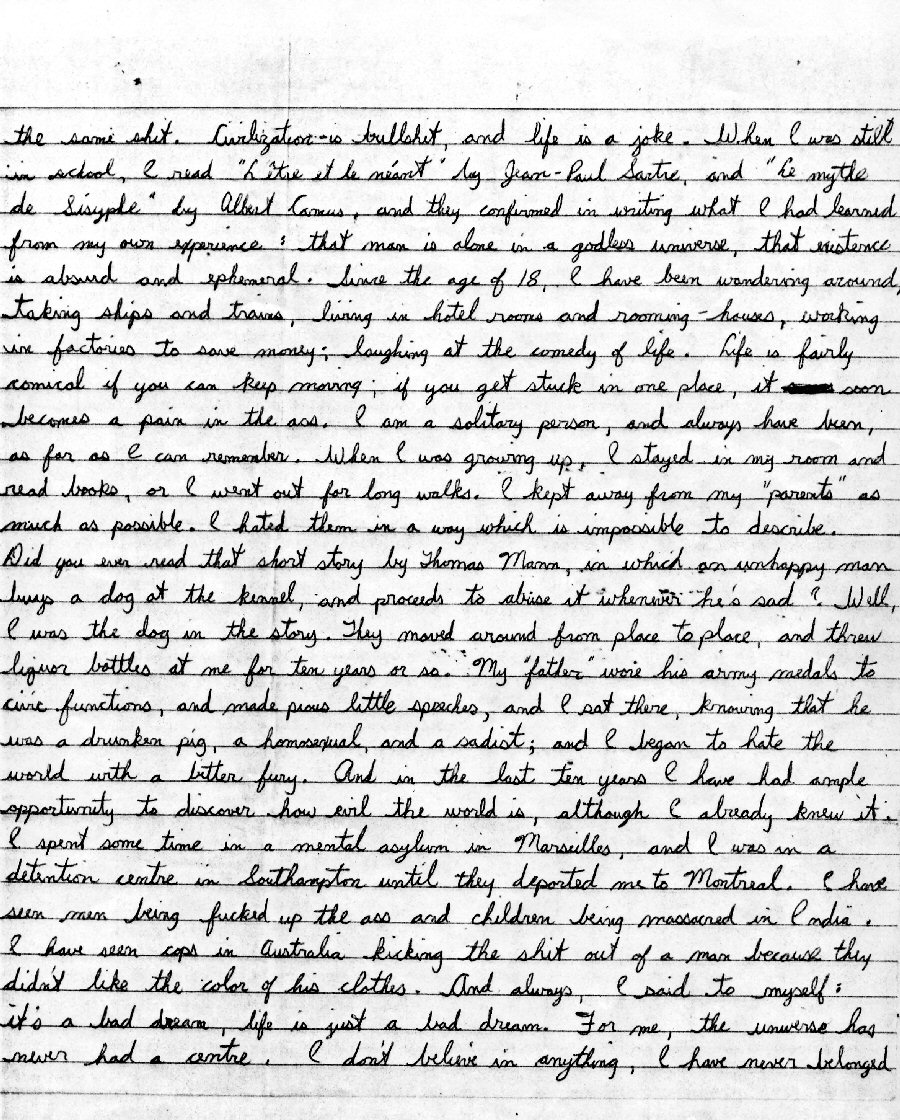 the same shit. Civilization is bullshit, and life is a joke. When I was still
in school, I read "L'être et le néant" by Jean-Paul Sartre, and "Le mythe
de Sisyphe" by Albert Camus, and they confirmed in writing what I had learned
from my own experience: that man is alone in a godless universe, that existence
is absurd and ephemeral. Since the age of 18, I have been wandering around,
taking ships and trains, living in hotel rooms and rooming-houses, working
in factories to save money; laughing at the comedy of life. Life is fairly
comical if you can keep moving; if you get stuck in one place, it soon
becomes a pain in the ass. I am a solitary person, and always have been,
as far as I can remember. When I was growing up, I stayed in my room and
read books, or I went out for long walks. I kept away from my "parents" as
much as possible. I hated them in a way which is impossible to describe.
Did you ever read that short story by Thomas Mann, in which an unhappy man
buys a dog at the kennel, and proceeds to abuse it whenever he's sad? Well,
I was the dog in the story. They moved around from place to place, and threw
liquor bottles at me for ten years or so. My "father" wore his army medals to
civic functions, and made pious little speeches, and I sat there, knowing that he
was a drunken pig, a homosexual, and a sadist; and I began to hate the
world with a bitter fury. And in the last ten years I have had ample
opportunity to discover how evil the world is, although I already knew it.
I spent some time in a mental asylum in Marseilles, and I was in a
detention centre in Southampton until they deported me to Montreal. I have
seen men being fucked up the ass and children being massacred in India.
I have seen cops in Australia kicking the shit out of a man because they
didn't like the color of his clothes. And always, I said to myself:
it's a bad dream, life is just a bad dream. For me, the universe has
never had a centre. I don't believe in anything, I have never belonged